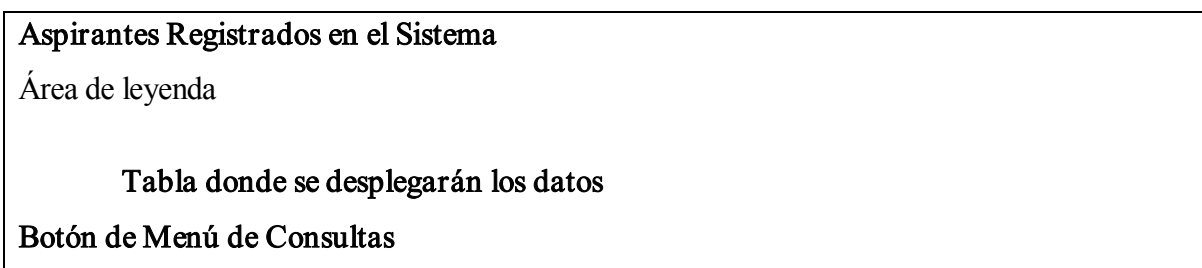 Aspirantes Registrados en el Sistema
Área de leyenda
Tabla donde se desplegarán los datos
Botón de Menú de Consultas